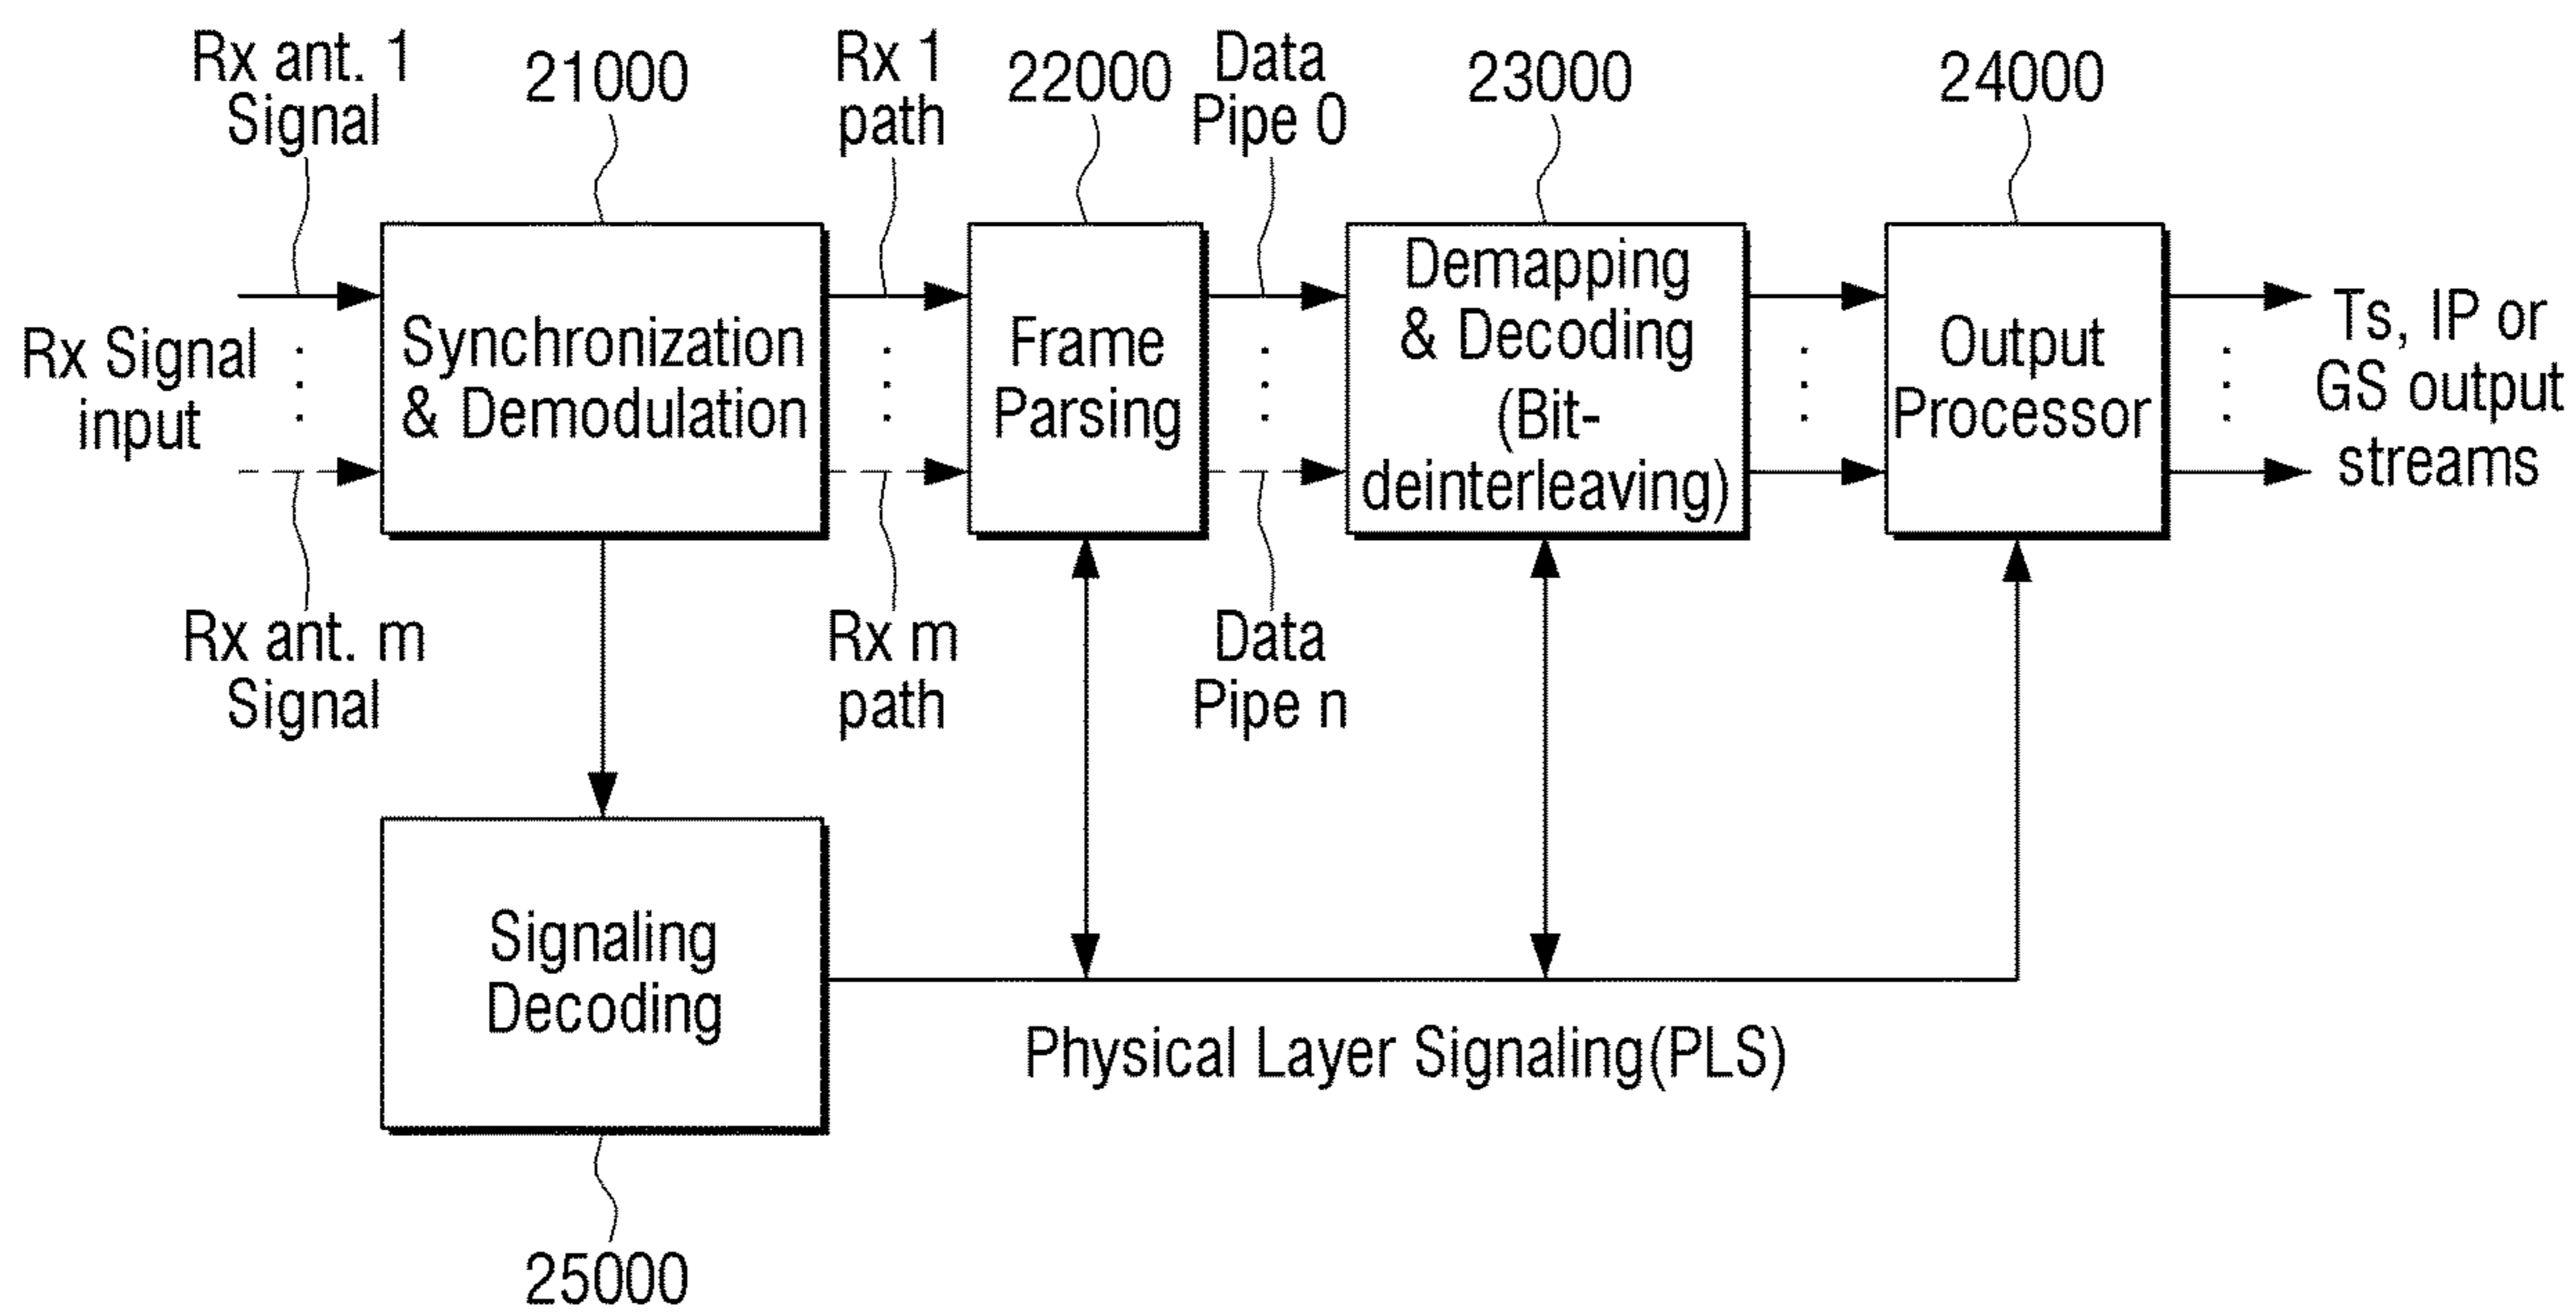 Rx ant. 1
Signal
21000
Rx 1
path
22000
Data
Pipe 0
23000
24000
Rx Signal
input
Synchronization
& Demodulation
Frame
Parsing
Demapping
& Decoding
(Bit-
deinterleaving)
Output
Processor
Ts, IP or
GS output
streams
Rx ant. m
Signal
Rx m
path
Data
Pipe n
Signaling
Decoding
Physical Layer Signaling(PLS)
25000